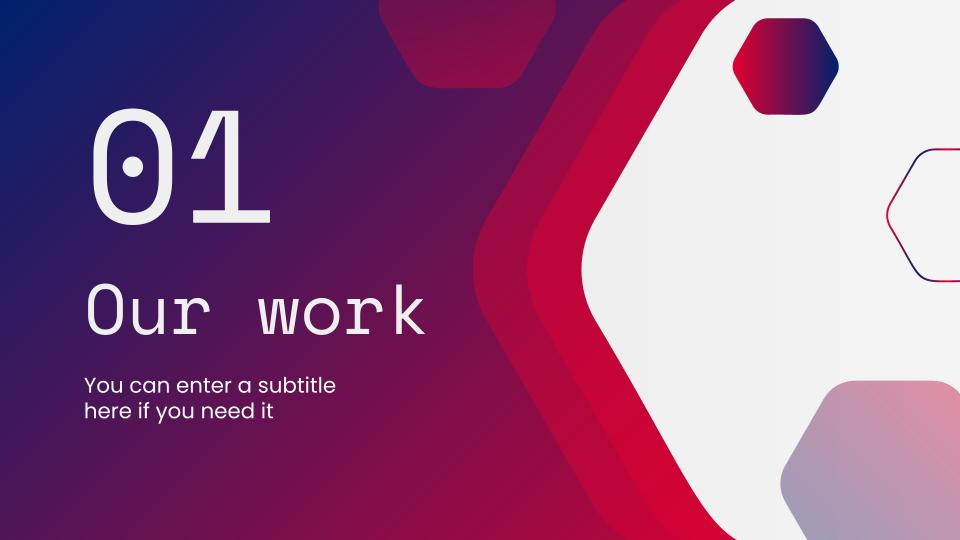 01
Our work
You can enter a subtitle
here if you need it